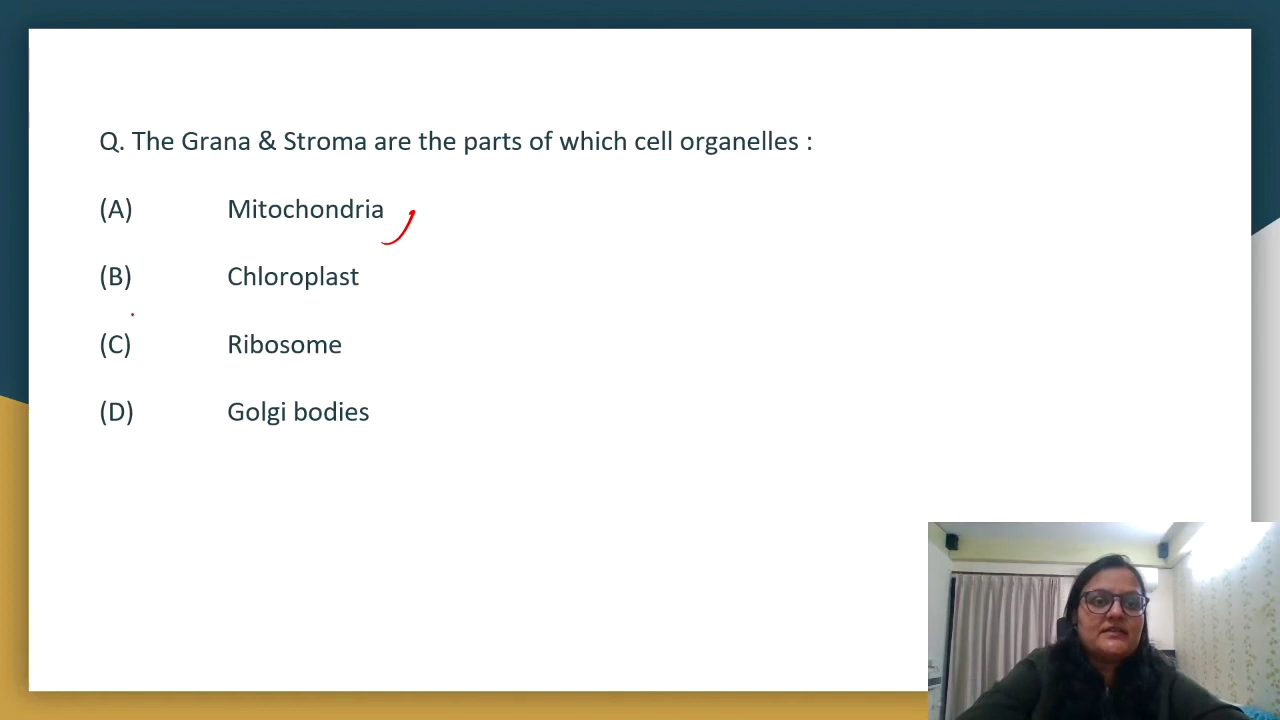 Q. The Grana & Stroma are the parts of which cell organelles :
(A) Mitochondria
(B) Chloroplast
(C) Ribosome
(D) Golgi bodies